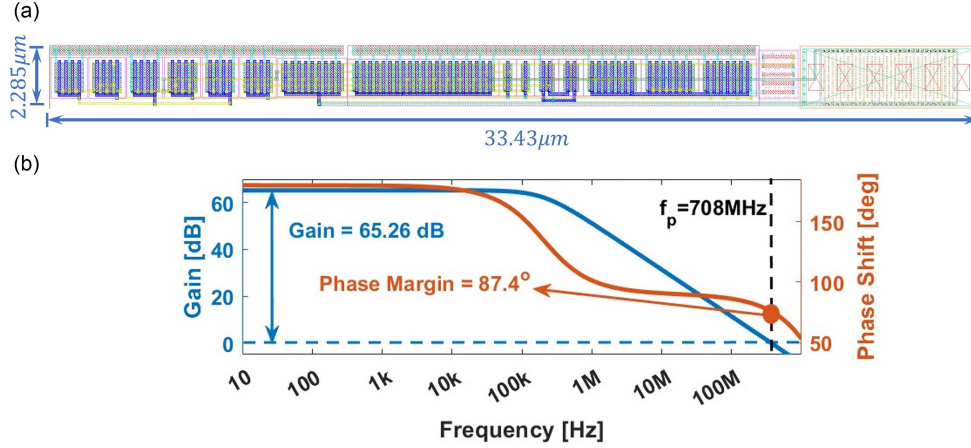 (a)
2.285μm
33.43μm
(b)
Gain [dB]
60
40
20
0
Gain = 65.26 dB
Phase Margin = 87.4°
f_p=708MHz
150
100
50
Phase Shift [deg]
10 100 1k 10k 100k 1M 10M 100M
Frequency [Hz]